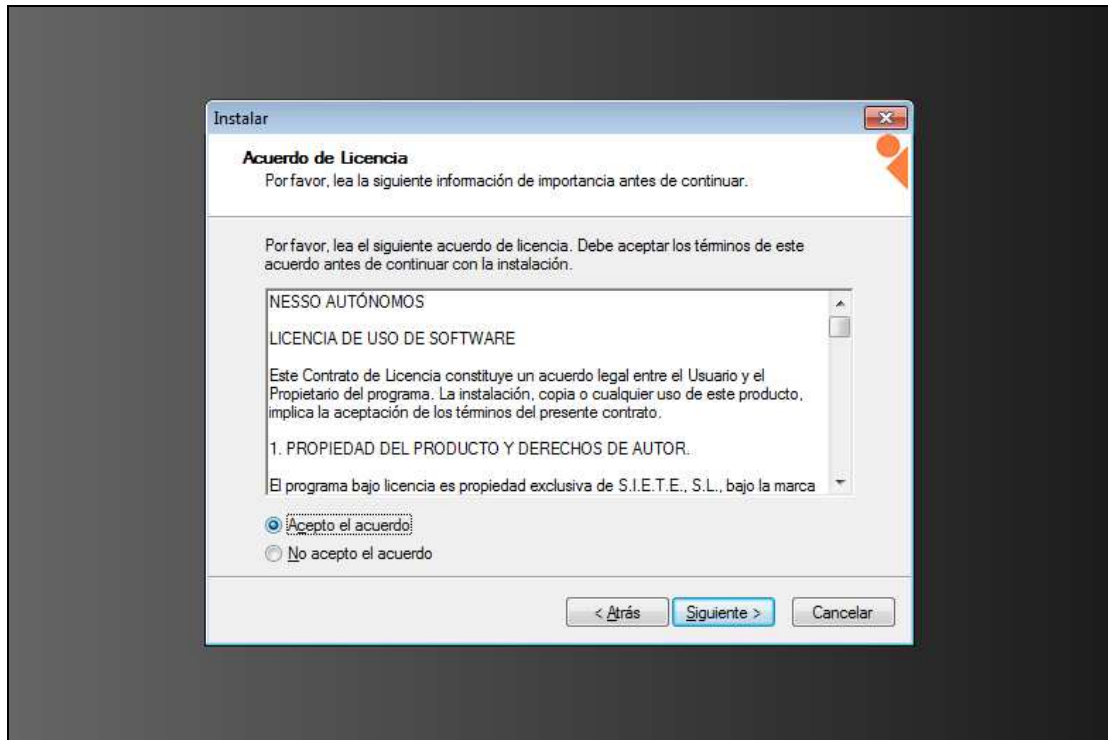 Instalar
Acuerdo de Licencia
Por favor, lea la siguiente información de importancia antes de continuar.
Por favor, lea el siguiente acuerdo de licencia. Debe aceptar los términos de este
acuerdo antes de continuar con la instalación.
NESSO AUTÓNOMOS
LICENCIA DE USO DE SOFTWARE
Este Contrato de Licencia constituye un acuerdo legal entre el Usuario y el
Propietario del programa. La instalación, copia o cualquier uso de este producto,
implica la aceptación de los términos del presente contrato.
1. PROPIEDAD DEL PRODUCTO Y DERECHOS DE AUTOR.
El programa bajo licencia es propiedad exclusiva de S.I.E.T.E., S.L., bajo la marca
Acepto el acuerdo
No acepto el acuerdo
< Atrás Siguiente > Cancelar